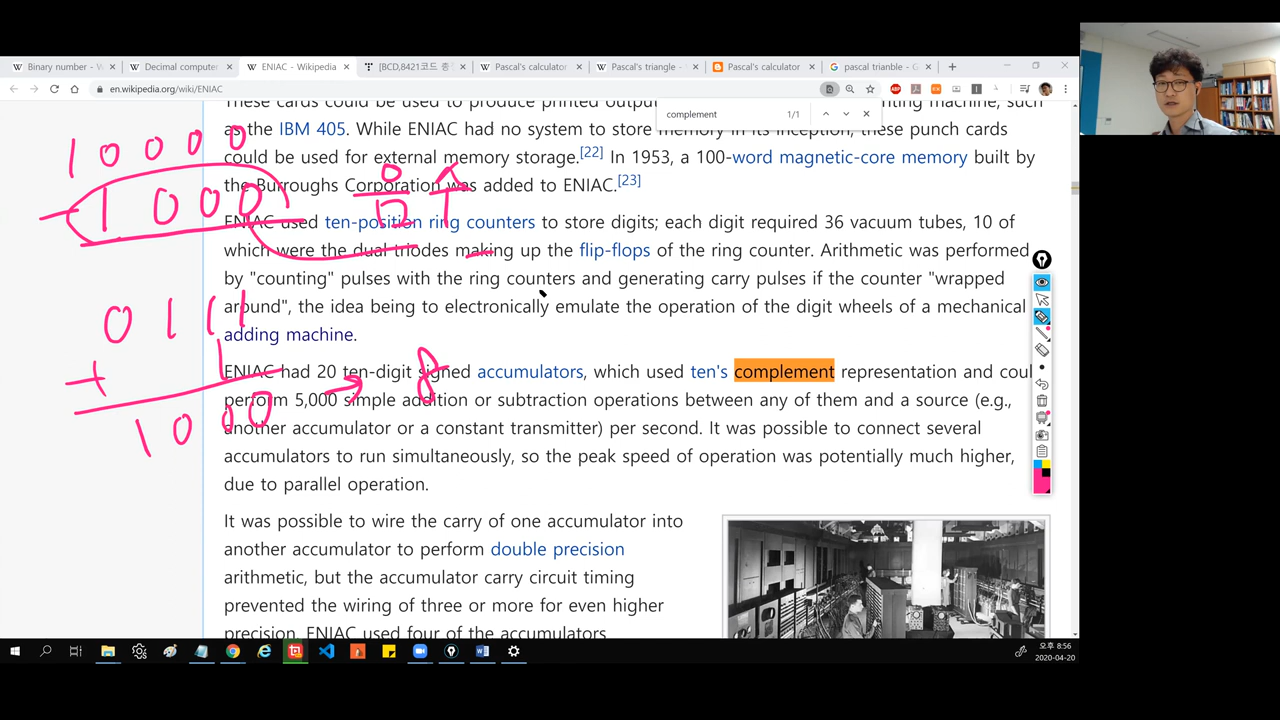 Binary number - W
Decimal computer
ENIAC - Wikipedia
[BCD,8421코드 증
Pascal's calculator
Pascal's triangle -
Pascal's calculator
pascal trianble - G
en.wikipedia.org/wiki/ENIAC
complement 1/1
These cards could be used to produce printed outpu
as the IBM 405. While ENIAC had no system to store memory in its inception, these punch cards
could be used for external memory storage.[22] In 1953, a 100-word magnetic-core memory built by
the Burroughs Corporation was added to ENIAC.[23]
ENIAC used ten-position ring counters to store digits; each digit required 36 vacuum tubes, 10 of
which were the dual triodes making up the flip-flops of the ring counter. Arithmetic was performed
by "counting" pulses with the ring counters and generating carry pulses if the counter "wrapped
around", the idea being to electronically emulate the operation of the digit wheels of a mechanical
adding machine.
ENIAC had 20 ten-digit signed accumulators, which used ten's complement representation and coul
perform 5,000 simple addition or subtraction operations between any of them and a source (e.g.,
another accumulator or a constant transmitter) per second. It was possible to connect several
accumulators to run simultaneously, so the peak speed of operation was potentially much higher,
due to parallel operation.
It was possible to wire the carry of one accumulator into
another accumulator to perform double precision
arithmetic, but the accumulator carry circuit timing
prevented the wiring of three or more for even higher
precision. ENIAC used four of the accumulators
10000
- 1000
음수
0111
+ 1
1000 → 8
오후 8:56
2020-04-20